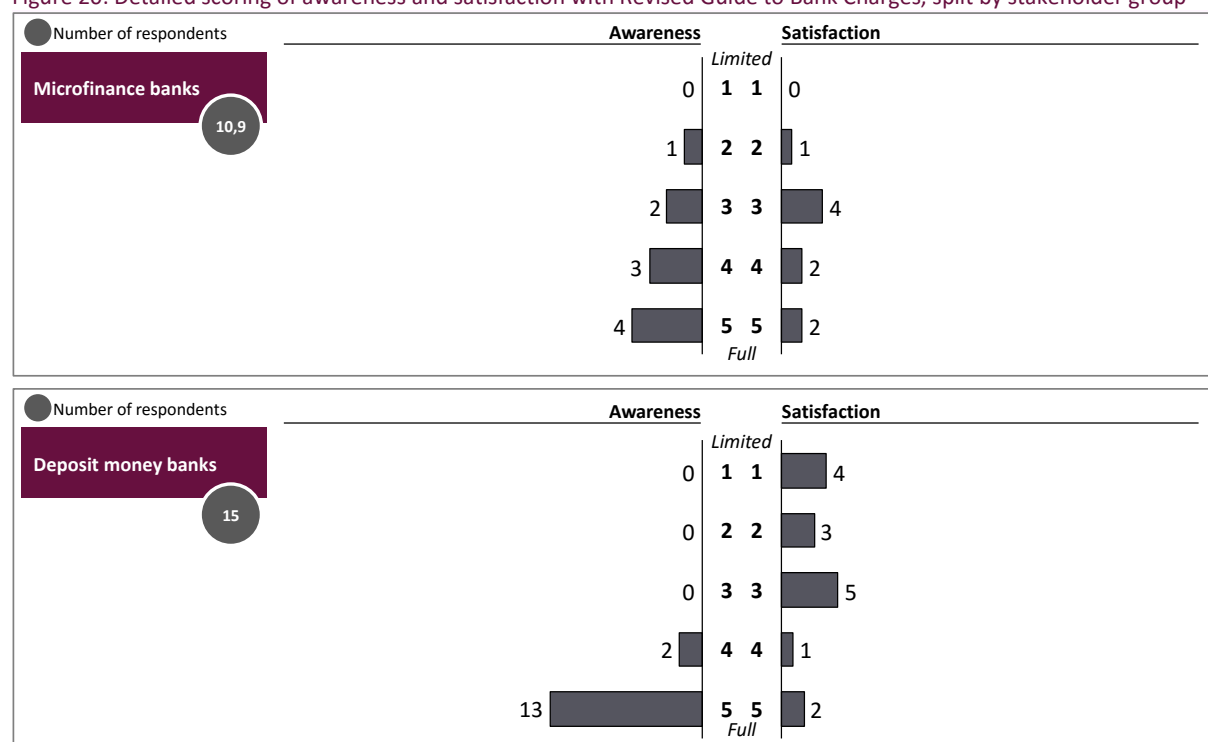 Figure 20: Detailed scoring of awareness and satisfaction with Revised Guide to Bank Charges, split by stakeholder group
Number of respondents Awareness Satisfaction
Limited
Microfinance banks 0 1 1 0
10,9
1 2 2 1
2 3 3 4
3 4 4 2
4 5 5 2
Full
Number of respondents Awareness Satisfaction
Limited
Deposit money banks 0 1 1 4
15
0 2 2 3
0 3 3 5
2 4 4 1
13 5 5 2
Full